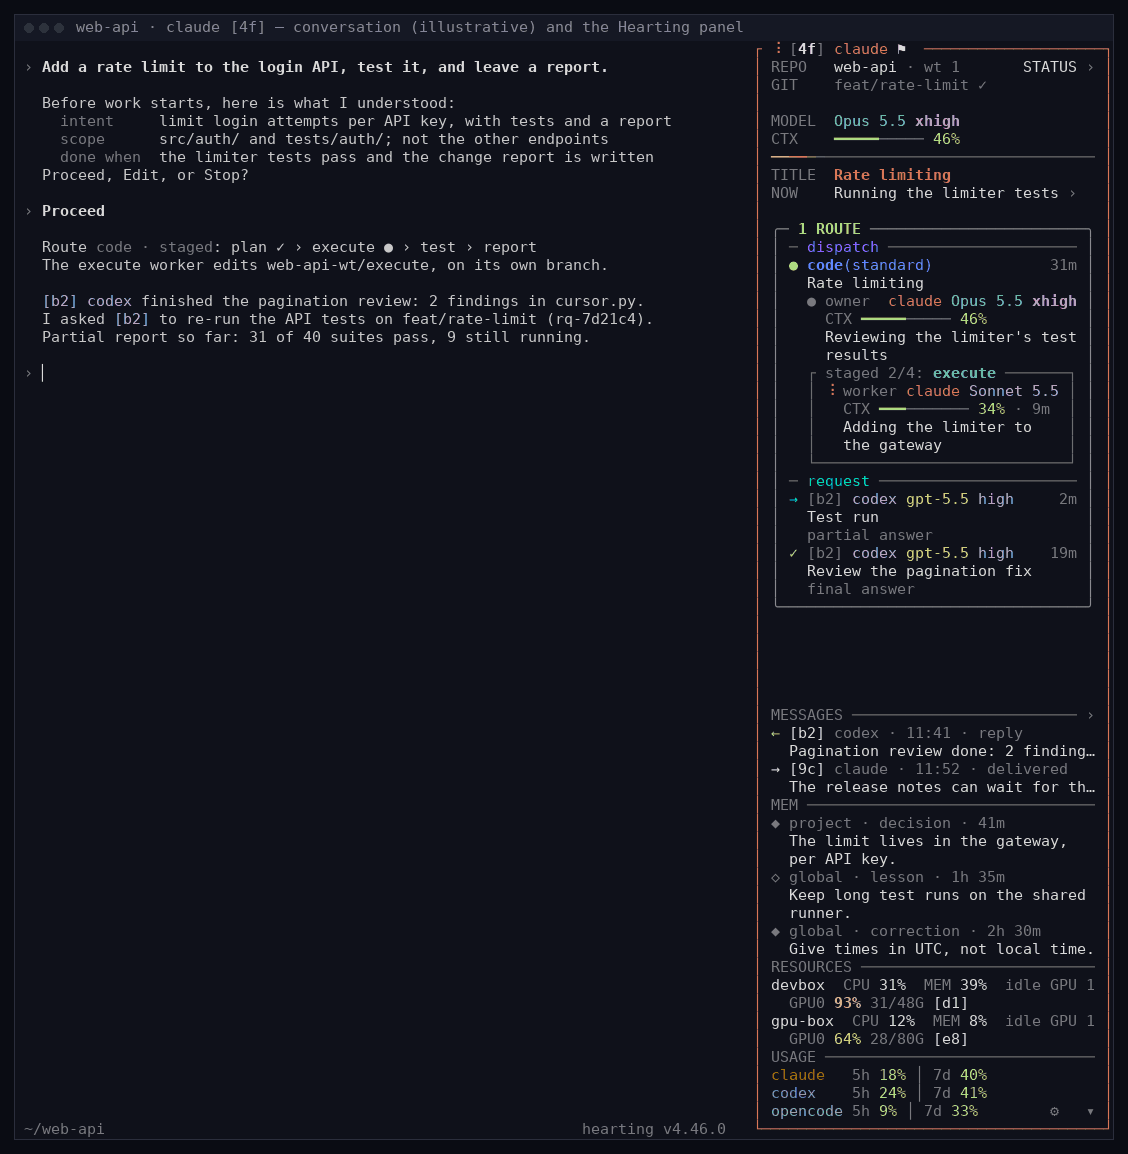 web-api · claude [4f] — conversation (illustrative) and the Hearting panel
› Add a rate limit to the login API, test it, and leave a report.
Before work starts, here is what I understood:
intent limit login attempts per API key, with tests and a report
scope src/auth/ and tests/auth/; not the other endpoints
done when the limiter tests pass and the change report is written
Proceed, Edit, or Stop?
› Proceed
Route code · staged: plan ✓ › execute ● › test › report
The execute worker edits web-api-wt/execute, on its own branch.
[b2] codex finished the pagination review: 2 findings in cursor.py.
I asked [b2] to re-run the API tests on feat/rate-limit (rq-7d21c4).
Partial report so far: 31 of 40 suites pass, 9 still running.
›
~/web-api
hearting v4.46.0
[4f] claude ⚑
REPO web-api · wt 1 STATUS ›
GIT feat/rate-limit ✓
MODEL Opus 5.5 xhigh
CTX 46%
TITLE Rate limiting
NOW Running the limiter tests ›
1 ROUTE
dispatch
● code(standard) 31m
Rate limiting
● owner claude Opus 5.5 xhigh
CTX 46%
Reviewing the limiter's test
results
staged 2/4: execute
worker claude Sonnet 5.5
CTX 34% · 9m
Adding the limiter to
the gateway
request
→ [b2] codex gpt-5.5 high 2m
Test run
partial answer
✓ [b2] codex gpt-5.5 high 19m
Review the pagination fix
final answer
MESSAGES ›
← [b2] codex · 11:41 · reply
Pagination review done: 2 finding…
→ [9c] claude · 11:52 · delivered
The release notes can wait for th…
MEM
◆ project · decision · 41m
The limit lives in the gateway,
per API key.
◇ global · lesson · 1h 35m
Keep long test runs on the shared
runner.
◆ global · correction · 2h 30m
Give times in UTC, not local time.
RESOURCES
devbox CPU 31% MEM 39% idle GPU 1
GPU0 93% 31/48G [d1]
gpu-box CPU 12% MEM 8% idle GPU 1
GPU0 64% 28/80G [e8]
USAGE
claude 5h 18% │ 7d 40%
codex 5h 24% │ 7d 41%
opencode 5h 9% │ 7d 33% ⚙ ▾